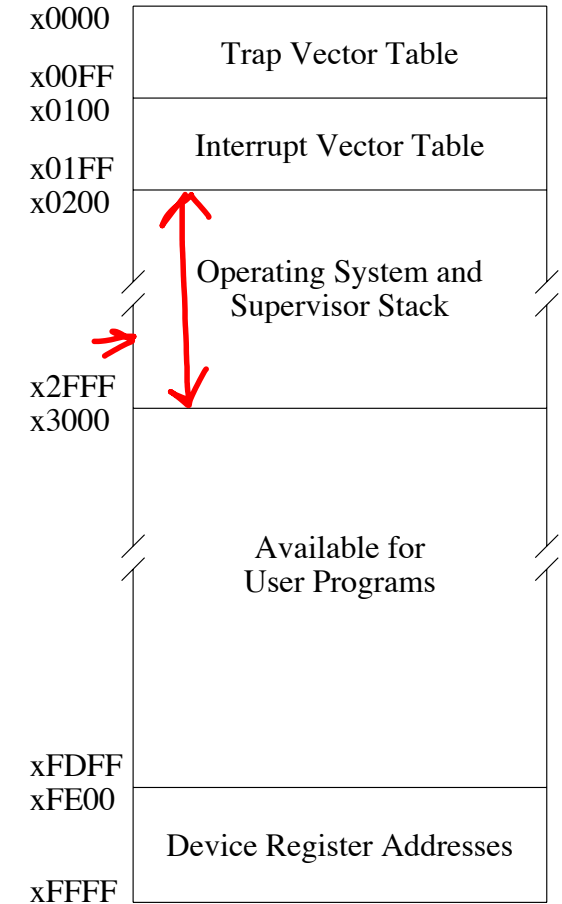 x0000
Trap Vector Table
x00FF
x0100
Interrupt Vector Table
x01FF
x0200
Operating System and
Supervisor Stack
x2FFF
x3000
Available for
User Programs
xFDFF
xFE00
Device Register Addresses
xFFFF